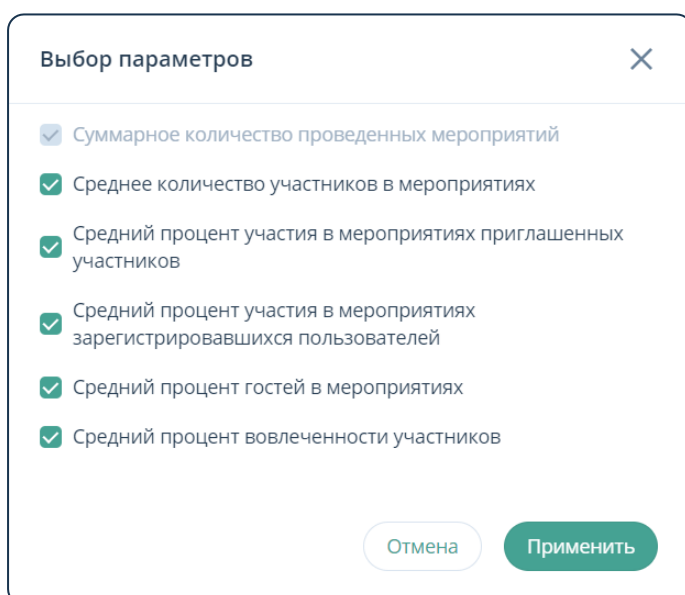 Выбор параметров
Суммарное количество проведенных мероприятий
Среднее количество участников в мероприятиях
Средний процент участия в мероприятиях приглашенных
участников
Средний процент участия в мероприятиях
зарегистрировавшихся пользователей
Средний процент гостей в мероприятиях
Средний процент вовлеченности участников
Отмена
Применить